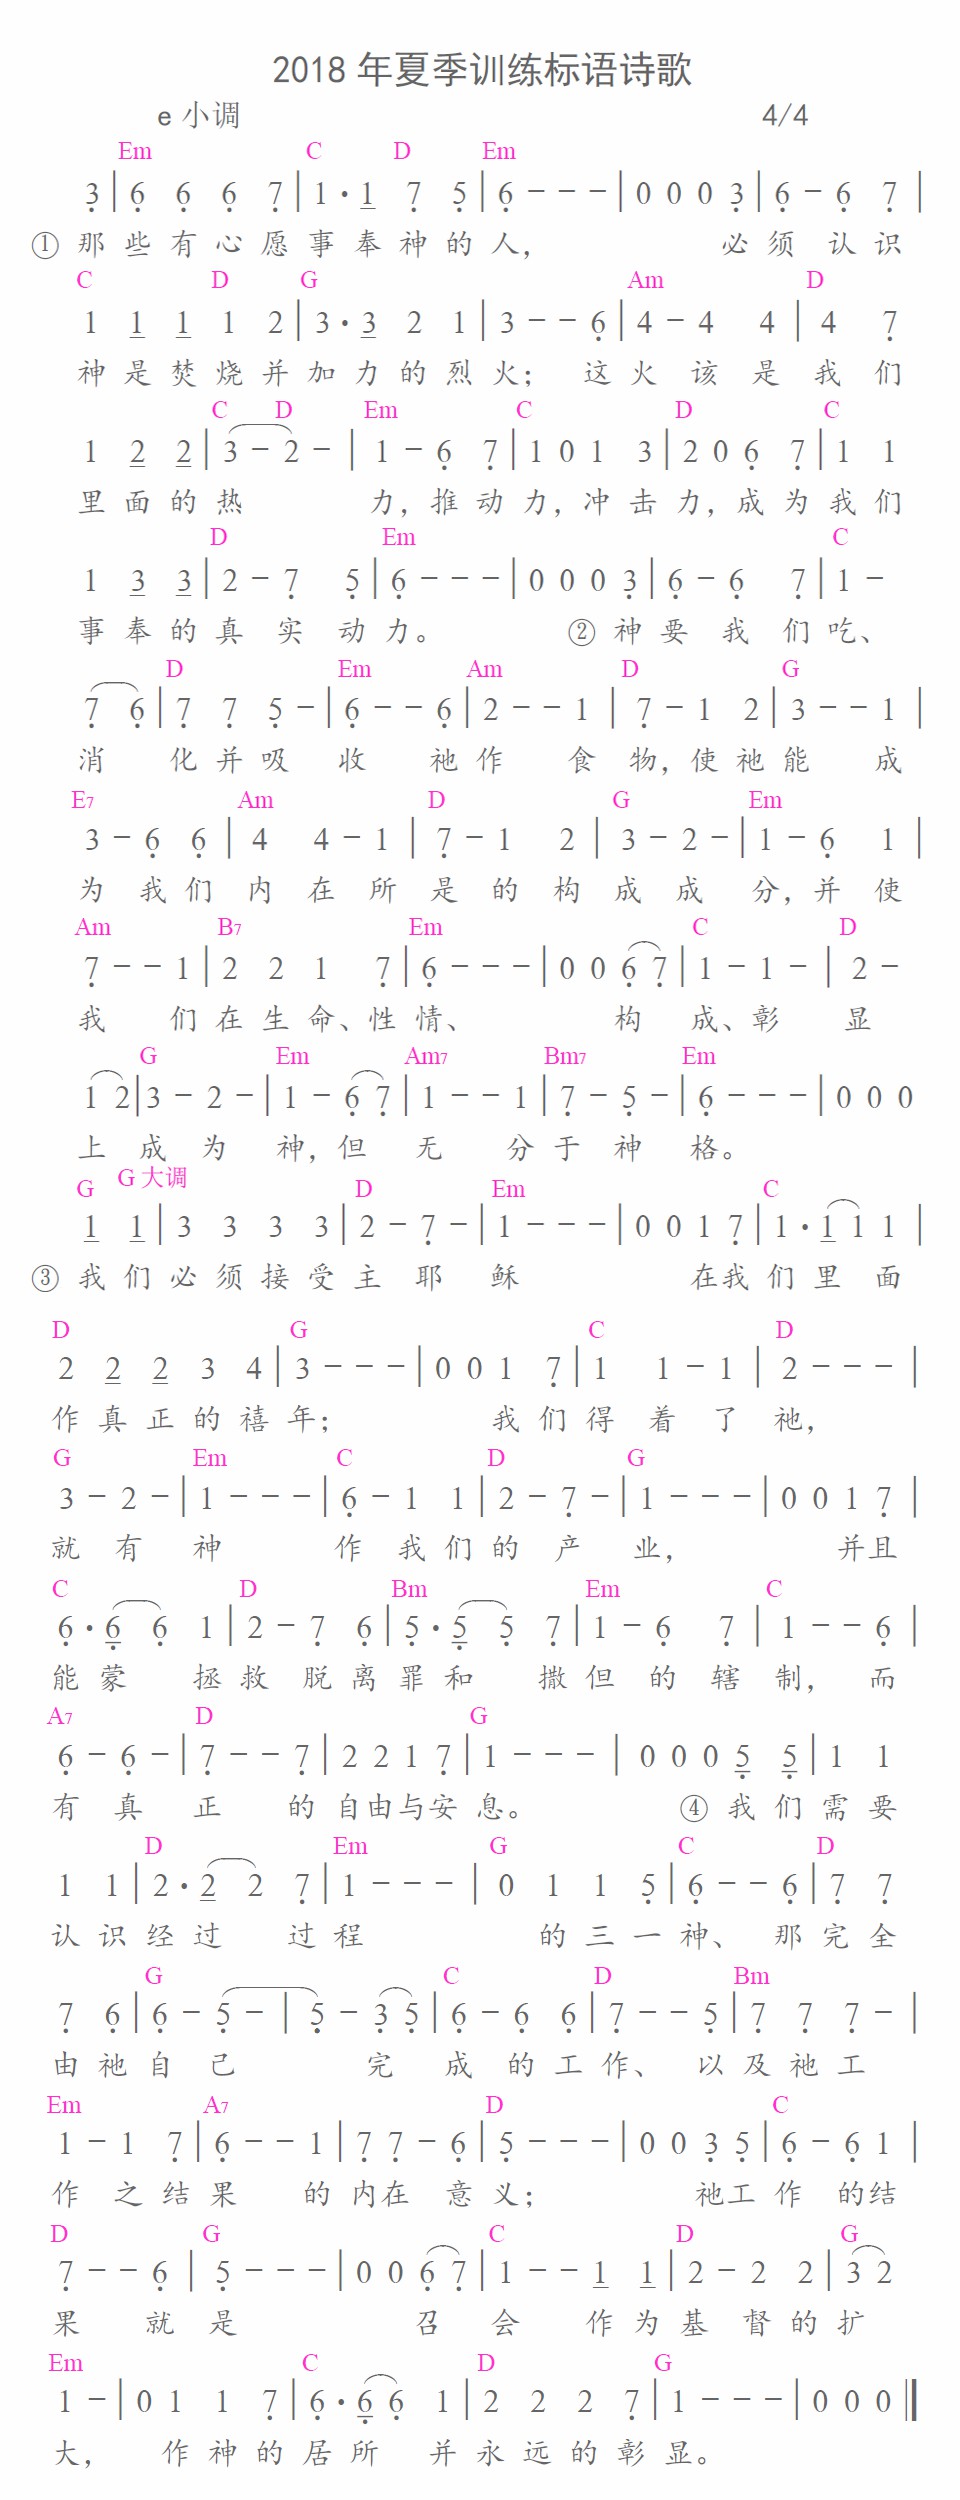 2018年夏季训练标语诗歌
e 小调 4/4
Em C D Em
3 | 6 6 6 7 | 1 · 1 7 5 | 6 - - - | 0 0 0 3 | 6 - 6 7 |
① 那些有心愿事奉神的人, 必须认识
C D G Am D
1 1 1 1 2 | 3 · 3 2 1 | 3 - - 6 | 4 - 4 4 | 4 7
神是焚烧并加力的烈火; 这火该是我们
C D Em C D C
1 2 2 | 3 - 2 - | 1 - 6 7 | 1 0 1 3 | 2 0 6 7 | 1 1
里面的热力,推动力,冲击力,成为我们
D Em C
1 3 3 | 2 - 7 5 | 6 - - - | 0 0 0 3 | 6 - 6 7 | 1 -
事奉的真实动力。 ② 神要我们吃、
D Em Am D G
7 6 | 7 7 5 - | 6 - - 6 | 2 - - 1 | 7 - 1 2 | 3 - - 1 |
消化并吸收祂作食物,使祂能成
E7 Am D G Em
3 - 6 6 | 4 4 - 1 | 7 - 1 2 | 3 - 2 - | 1 - 6 1 |
为我们内在所是的构成成分,并使
Am B7 Em C D
7 - - 1 | 2 2 1 7 | 6 - - - | 0 0 6 7 | 1 - 1 - | 2 -
我们在生命、性情、构成、彰显
G Em Am7 Bm7 Em
1 2 | 3 - 2 - | 1 - 6 7 | 1 - - 1 | 7 - 5 - | 6 - - - | 0 0 0
上成为神,但无分于神格。
G G 大调 D Em C
1 1 | 3 3 3 3 | 2 - 7 - | 1 - - - | 0 0 1 7 | 1 · 1 1 1 |
③ 我们必须接受主耶稣 在我们里面
D G C D
2 2 2 3 4 | 3 - - - | 0 0 1 7 | 1 1 - 1 | 2 - - - |
作真正的禧年; 我们得着了祂,
G Em C D G
3 - 2 - | 1 - - - | 6 - 1 1 | 2 - 7 - | 1 - - - | 0 0 1 7 |
就有神作我们的产业, 并且
C D Bm Em C
6 · 6 6 1 | 2 - 7 6 | 5 · 5 5 7 | 1 - 6 7 | 1 - - 6 |
能蒙拯救脱离罪和撒但的辖制, 而
A7 D G
6 - 6 - | 7 - - 7 | 2 2 1 7 | 1 - - - | 0 0 0 5 5 | 1 1
有真正的自由与安息。 ④ 我们需要
D Em G C D
1 1 | 2 · 2 2 7 | 1 - - - | 0 1 1 5 | 6 - - 6 | 7 7
认识经过过程的三一神、那完全
G C D Bm
7 6 | 6 - 5 - | 5 - 3 5 | 6 - 6 6 | 7 - - 5 | 7 7 7 - |
由祂自己完成的工作、以及祂工
Em A7 D C
1 - 1 7 | 6 - - 1 | 7 7 - 6 | 5 - - - | 0 0 3 5 | 6 - 6 1 |
作之结果的内在意义; 祂工作的结
D G C D G
7 - - 6 | 5 - - - | 0 0 6 7 | 1 - - 1 1 | 2 - 2 2 | 3 2
果就是召会作为基督的扩
Em C D G
1 - | 0 1 1 7 | 6 · 6 6 1 | 2 2 2 7 | 1 - - - | 0 0 0 ‖
大, 作神的居所并永远的彰显。